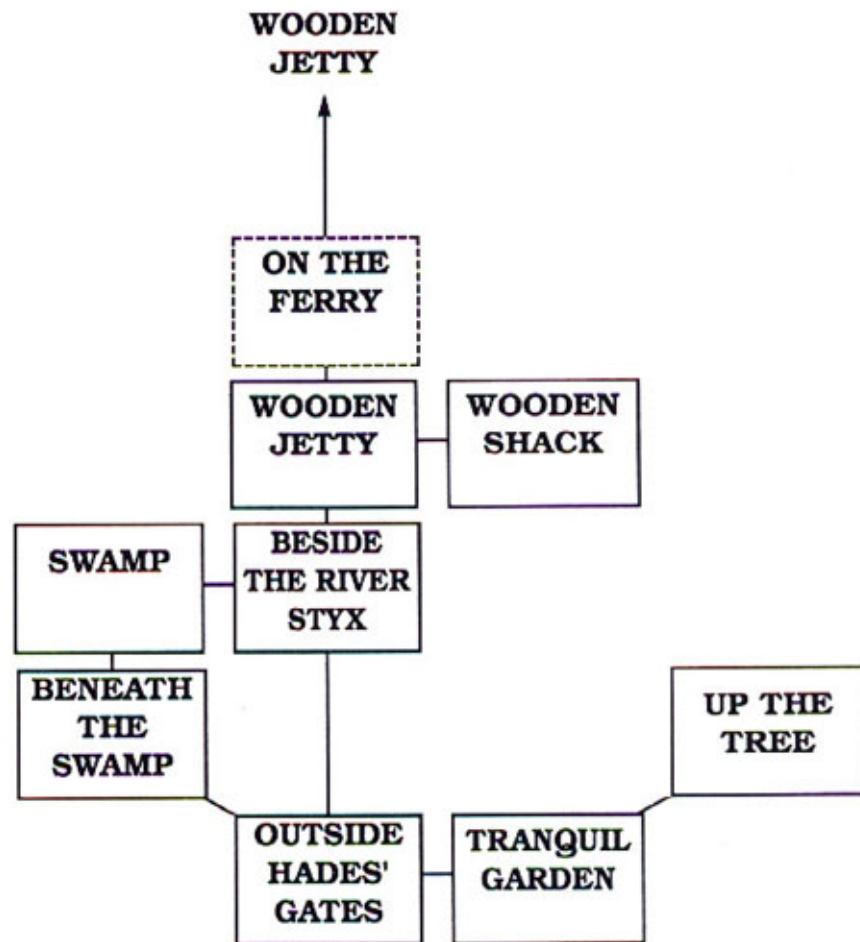 WOODEN
JETTY
ON THE
FERRY
WOODEN
JETTY
WOODEN
SHACK
SWAMP
BESIDE
THE RIVER
STYX
BENEATH
THE
SWAMP
UP THE
TREE
OUTSIDE
HADES'
GATES
TRANQUIL
GARDEN